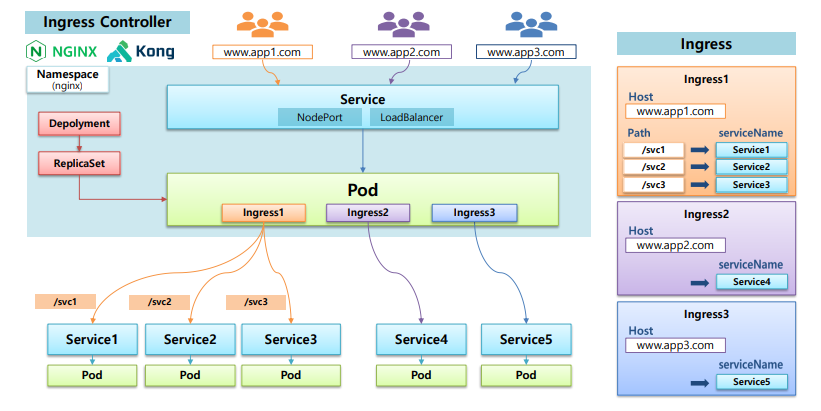 Ingress Controller
NGINX
Kong
www.app1.com
www.app2.com
www.app3.com
Namespace
(nginx)
Service
NodePort
LoadBalancer
Depolyment
ReplicaSet
Pod
Ingress1
Ingress2
Ingress3
/svc1
/svc2
/svc3
Service1
Service2
Service3
Service4
Service5
Pod
Pod
Pod
Pod
Pod
Ingress
Ingress1
Host
www.app1.com
Path
serviceName
/svc1
Service1
/svc2
Service2
/svc3
Service3
Ingress2
Host
www.app2.com
serviceName
Service4
Ingress3
Host
www.app3.com
serviceName
Service5